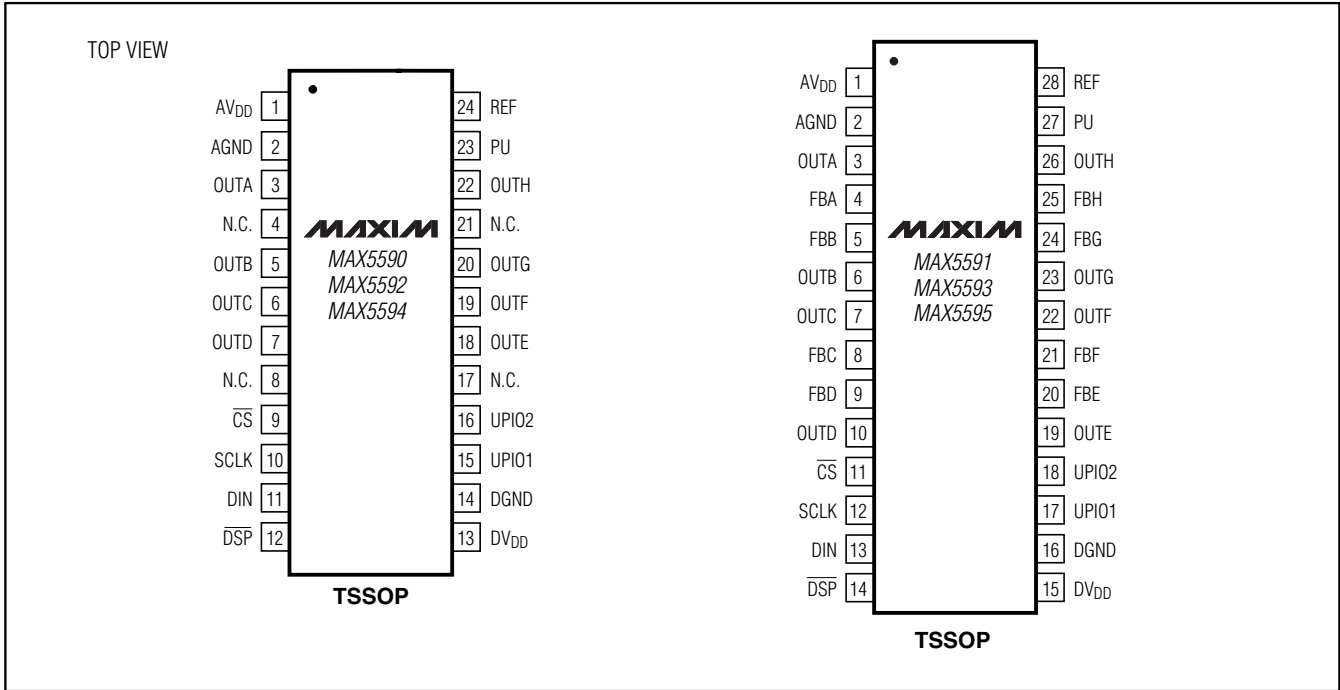 TOP VIEW
AVDD 1
AGND 2
OUTA 3
N.C. 4
OUTB 5
OUTC 6
OUTD 7
N.C. 8
CS 9
SCLK 10
DIN 11
DSP 12
MAXIM
MAX5590
MAX5592
MAX5594
24 REF
23 PU
22 OUTH
21 N.C.
20 OUTG
19 OUTF
18 OUTE
17 N.C.
16 UPIO2
15 UPIO1
14 DGND
13 DVDD
TSSOP
AVDD 1
AGND 2
OUTA 3
FBA 4
FBB 5
OUTB 6
OUTC 7
FBC 8
FBD 9
OUTD 10
CS 11
SCLK 12
DIN 13
DSP 14
MAXIM
MAX5591
MAX5593
MAX5595
28 REF
27 PU
26 OUTH
25 FBH
24 FBG
23 OUTG
22 OUTF
21 FBF
20 FBE
19 OUTE
18 UPIO2
17 UPIO1
16 DGND
15 DVDD
TSSOP